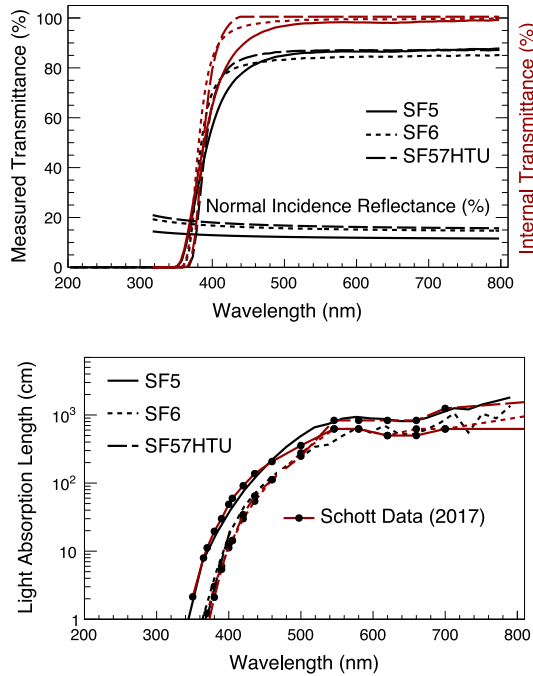 Measured Transmittance (%)
100
80
60
40
20
0
SF5
SF6
SF57HTU
Normal Incidence Reflectance (%)
200 300 400 500 600 700 800
Wavelength (nm)
Internal Transmittance (%)
Light Absorption Length (cm)
10³
10²
10
1
SF5
SF6
SF57HTU
Schott Data (2017)
200 300 400 500 600 700 800
Wavelength (nm)